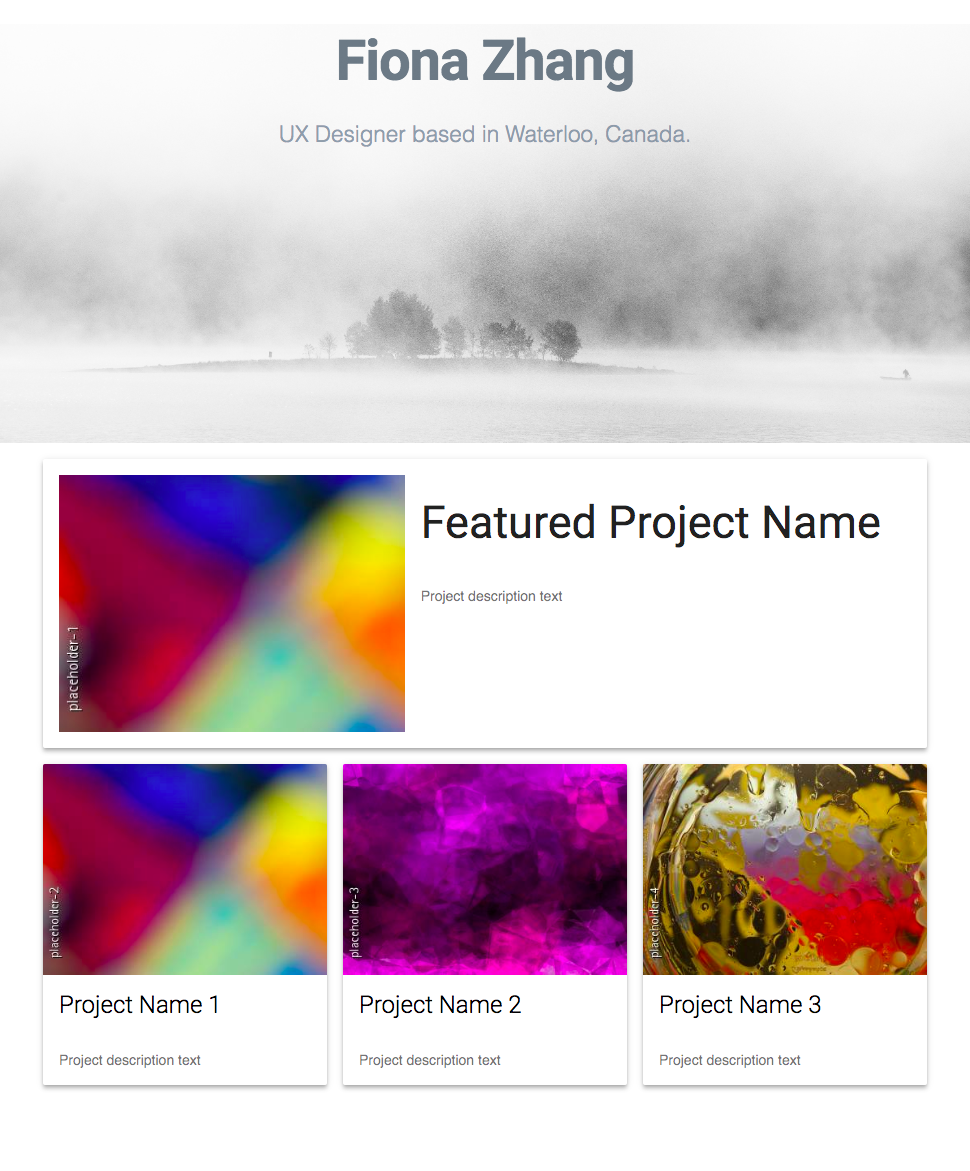 Fiona Zhang
UX Designer based in Waterloo, Canada.
placeholder-1
Featured Project Name
Project description text
placeholder-2
Project Name 1
Project description text
placeholder-3
Project Name 2
Project description text
placeholder-4
Project Name 3
Project description text